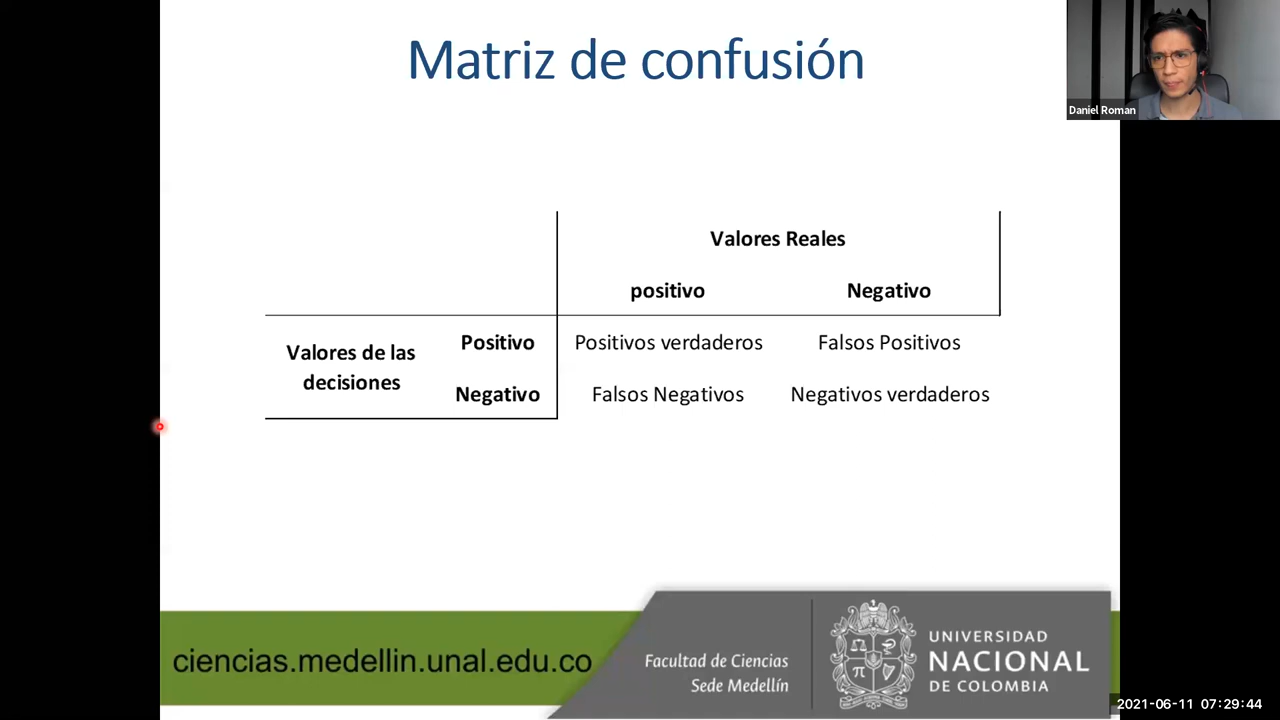 Matriz de confusión
Daniel Roman
Valores Reales
positivo Negativo
Valores de las
decisiones
Positivo Positivos verdaderos Falsos Positivos
Negativo Falsos Negativos Negativos verdaderos
ciencias.medellin.unal.edu.co
Facultad de Ciencias
Sede Medellín
UNIVERSIDAD
NACIONAL
DE COLOMBIA
2021-06-11 07:29:44